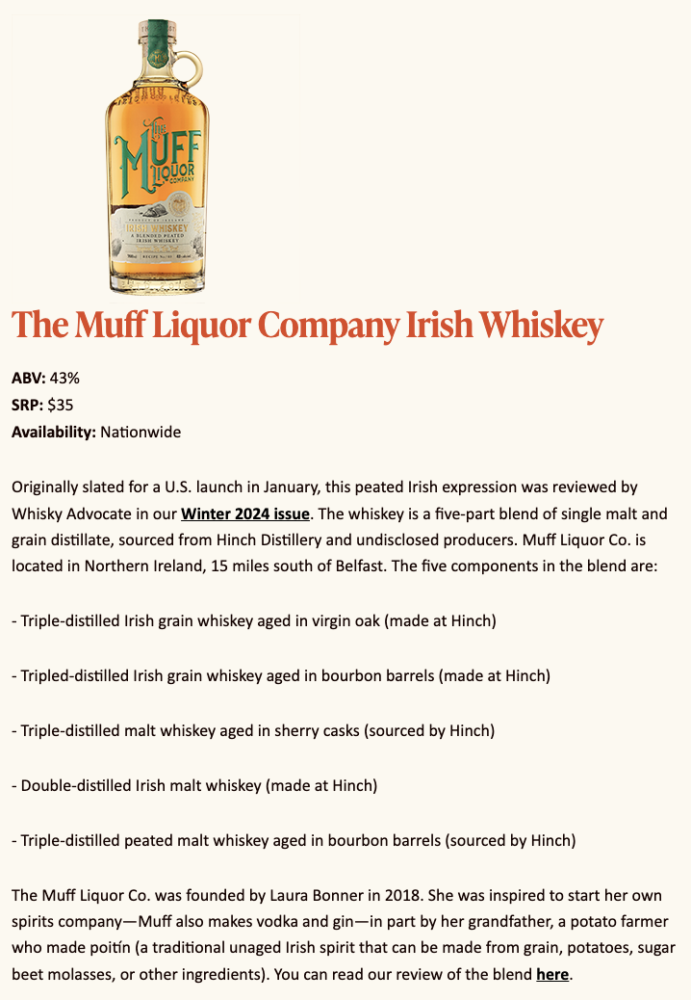 The
MUFF
LIQUOR
COMPANY
PRODUCT OF IRELAND
IRISH WHISKEY
A BLENDED PEATED
IRISH WHISKEY
The Muff Liquor Company Irish Whiskey
ABV: 43%
SRP: $35
Availability: Nationwide
Originally slated for a U.S. launch in January, this peated Irish expression was reviewed by
Whisky Advocate in our Winter 2024 issue. The whiskey is a five-part blend of single malt and
grain distillate, sourced from Hinch Distillery and undisclosed producers. Muff Liquor Co. is
located in Northern Ireland, 15 miles south of Belfast. The five components in the blend are:
- Triple-distilled Irish grain whiskey aged in virgin oak (made at Hinch)
- Tripled-distilled Irish grain whiskey aged in bourbon barrels (made at Hinch)
- Triple-distilled malt whiskey aged in sherry casks (sourced by Hinch)
- Double-distilled Irish malt whiskey (made at Hinch)
- Triple-distilled peated malt whiskey aged in bourbon barrels (sourced by Hinch)
The Muff Liquor Co. was founded by Laura Bonner in 2018. She was inspired to start her own
spirits company—Muff also makes vodka and gin—in part by her grandfather, a potato farmer
who made poitín (a traditional unaged Irish spirit that can be made from grain, potatoes, sugar
beet molasses, or other ingredients). You can read our review of the blend here.